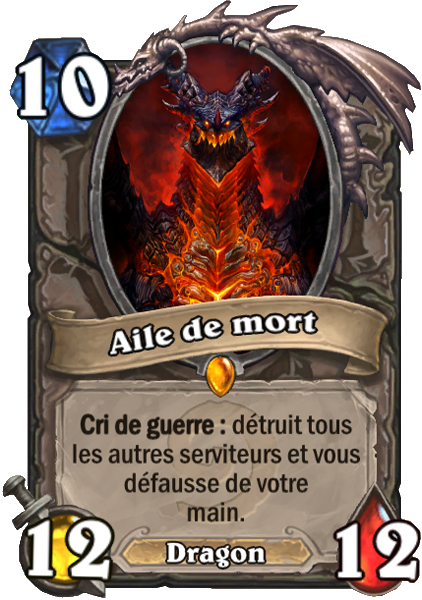 10
Aile de mort
Cri de guerre : détruit tous
les autres serviteurs et vous
défausse de votre
main.
12
Dragon
12